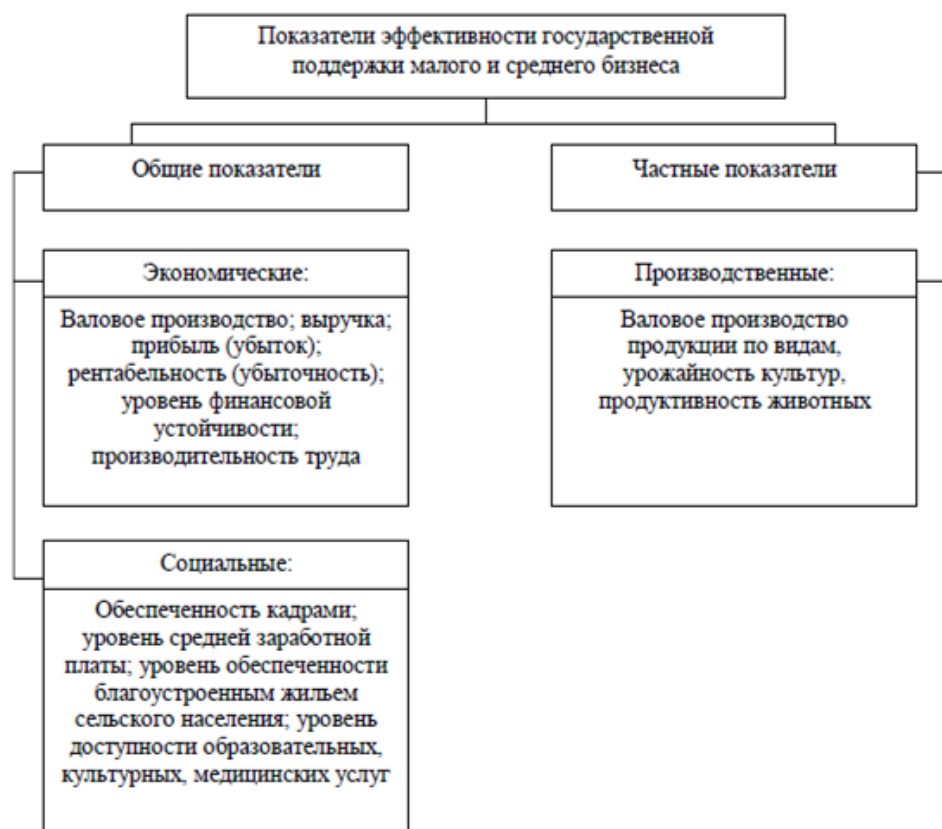 Показатели эффективности государственной
поддержки малого и среднего бизнеса
Общие показатели
Частные показатели
Экономические:
Валовое производство; выручка;
прибыль (убыток);
рентабельность (убыточность);
уровень финансовой
устойчивости;
производительность труда
Производственные:
Валовое производство
продукции по видам,
урожайность культур,
продуктивность животных
Социальные:
Обеспеченность кадрами;
уровень средней заработной
платы; уровень обеспеченности
благоустроенным жильем
сельского населения; уровень
доступности образовательных,
культурных, медицинских услуг